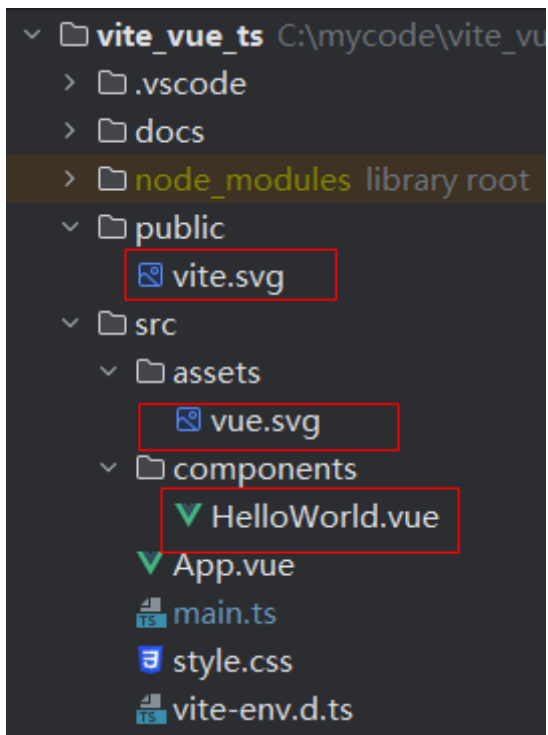 vite_vue_ts C:\mycode\vite_vu
.vscode
docs
node_modules library root
public
vite.svg
src
assets
vue.svg
components
HelloWorld.vue
App.vue
main.ts
style.css
vite-env.d.ts